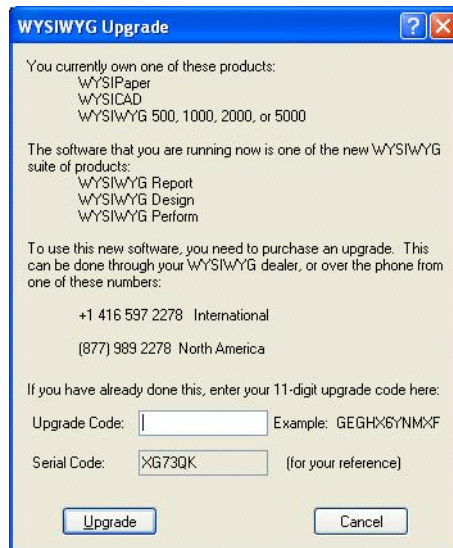 WYSIWYG Upgrade
You currently own one of these products:
WYSIPaper
WYSICAD
WYSIWYG 500, 1000, 2000, or 5000
The software that you are running now is one of the new WYSIWYG
suite of products:
WYSIWYG Report
WYSIWYG Design
WYSIWYG Perform
To use this new software, you need to purchase an upgrade. This
can be done through your WYSIWYG dealer, or over the phone from
one of these numbers:
+1 416 597 2278 International
(877) 989 2278 North America
If you have already done this, enter your 11-digit upgrade code here:
Upgrade Code: Example: GEGHX6YNMXF
Serial Code: XG73QK (for your reference)
Upgrade Cancel